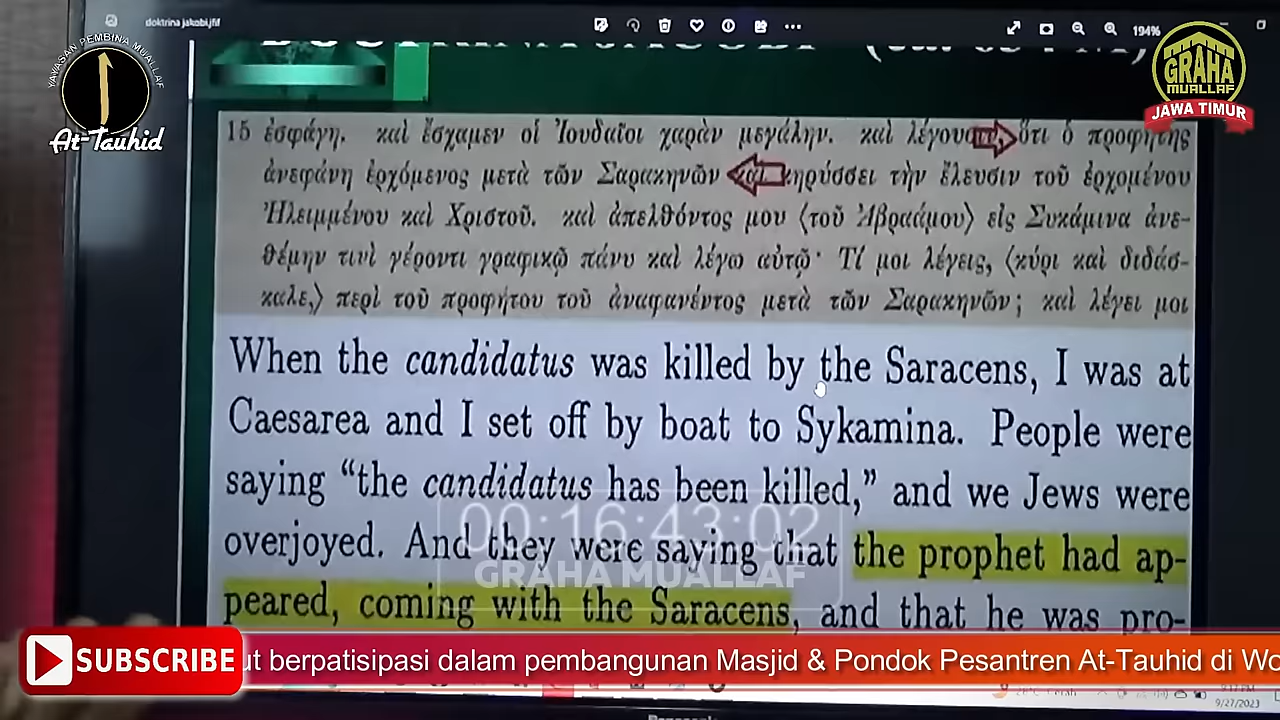 doktrina jakobi.jfif
194%
YAYASAN PEMBINA MUALLAF
At-Tauhid
GRAHA
MUALLAF
JAWA TIMUR
15 ἐσφάγη. καὶ ἔσχαμεν οἱ Ἰουδαῖοι χαρὰν μεγάλην. καὶ ὅτι ὁ προφήτης
ἀνεφάνη ἐρχόμενος μετὰ τῶν Σαρακηνῶν τὴν ἔλευσιν τοῦ ἐρχομένου
Ἠλειμμένου καὶ Χριστοῦ. καὶ ἀπελθόντος μου ⟨τοῦ Ἀβραάμου⟩ εἰς Συκάμινα ἀνε-
θέμην τινὶ γέροντι γραφικῷ πάνυ καὶ λέγω αὐτῷ· Τί μοι λέγεις, ⟨κύρι καὶ διδάσ-
καλε,⟩ περὶ τοῦ προφήτου τοῦ ἀναφανέντος μετὰ τῶν Σαρακηνῶν; καὶ λέγει μοι
When the candidatus was killed by the Saracens, I was at
Caesarea and I set off by boat to Sykamina. People were
saying “the candidatus has been killed,” and we Jews were
overjoyed. And they were saying that the prophet had ap-
peared, coming with the Saracens, and that he was pro-
00:16:43:02
GRAHA MUALLAF
SUBSCRIBE
ut berpatisipasi dalam pembangunan Masjid & Pondok Pesantren At-Tauhid di Wo
9/27/2023